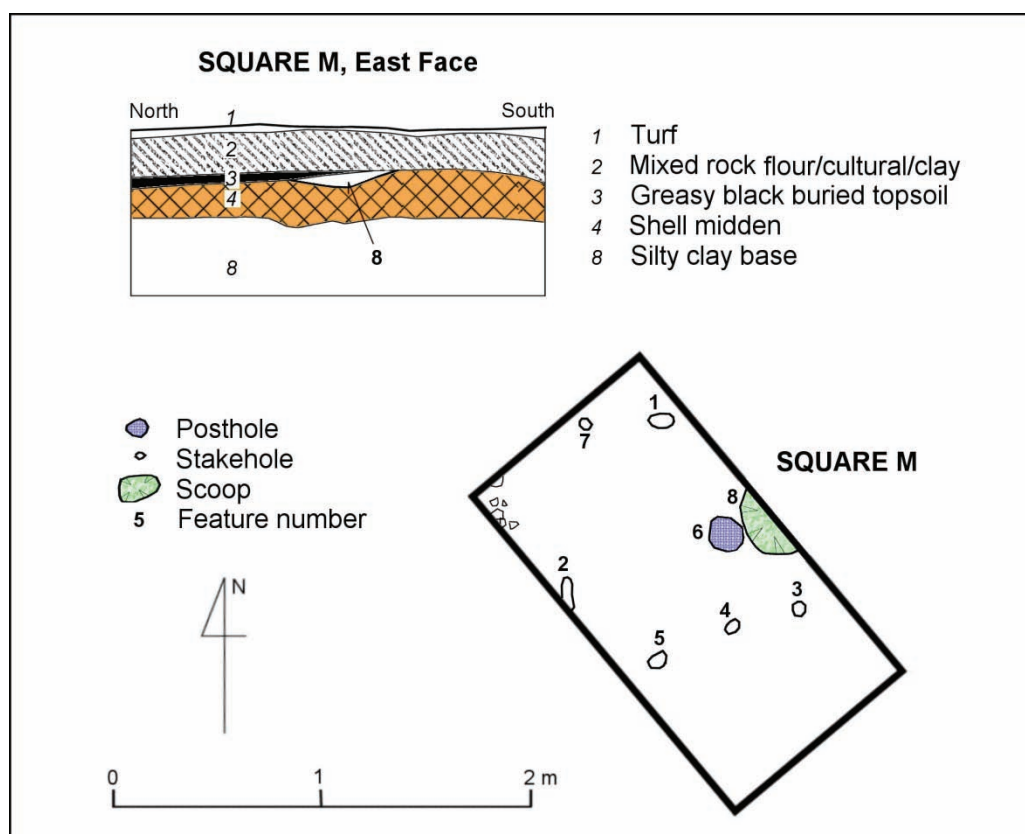 SQUARE M, East Face
North
South
1
2
3
4
8
8
1 Turf
2 Mixed rock flour/cultural/clay
3 Greasy black buried topsoil
4 Shell midden
8 Silty clay base
Posthole
Stakehole
Scoop
5 Feature number
N
0 1 2 m
SQUARE M
1
7
8
6
2
3
4
5